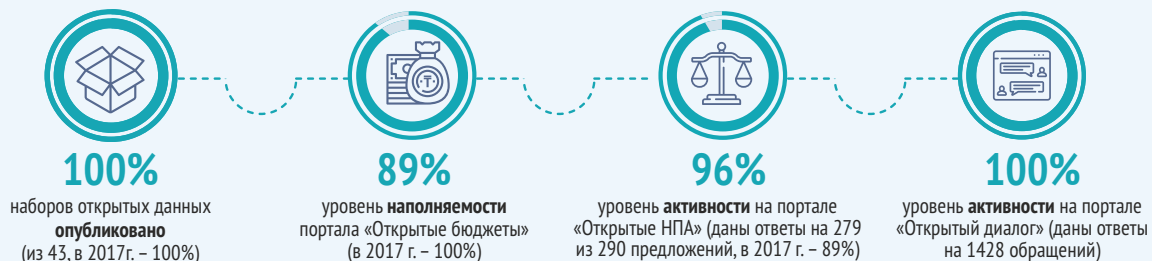 100%
наборов открытых данных
опубликовано
(из 43, в 2017г. – 100%)
89%
уровень наполняемости
портала «Открытые бюджеты»
(в 2017 г. – 100%)
96%
уровень активности на портале
«Открытые НПА» (даны ответы на 279
из 290 предложений, в 2017 г. – 89%)
100%
уровень активности на портале
«Открытый диалог» (даны ответы
на 1428 обращений)